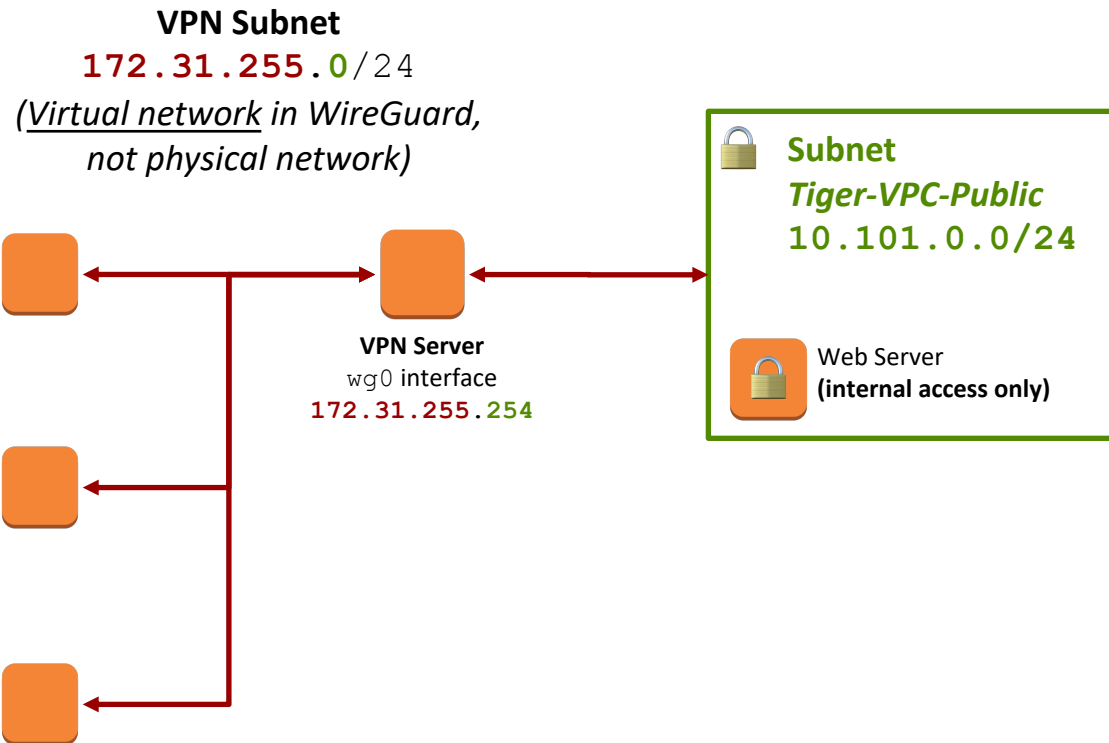 VPN Subnet
172.31.255.0/24
(Virtual network in WireGuard,
not physical network)
Subnet
Tiger-VPC-Public
10.101.0.0/24
VPN Server
wg0 interface
172.31.255.254
Web Server
(internal access only)